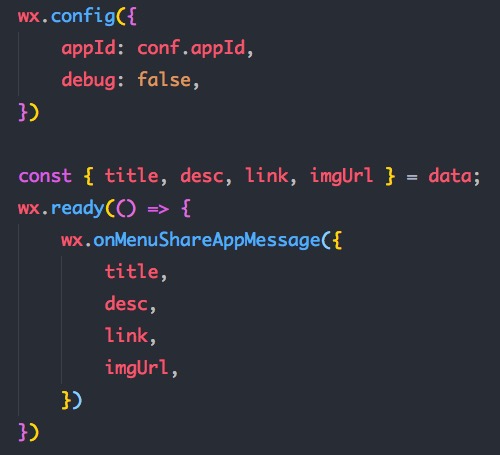 wx.config({
    appId: conf.appId,
    debug: false,
})

const { title, desc, link, imgUrl } = data;
wx.ready(() => {
    wx.onMenuShareAppMessage({
        title,
        desc,
        link,
        imgUrl,
    })
})